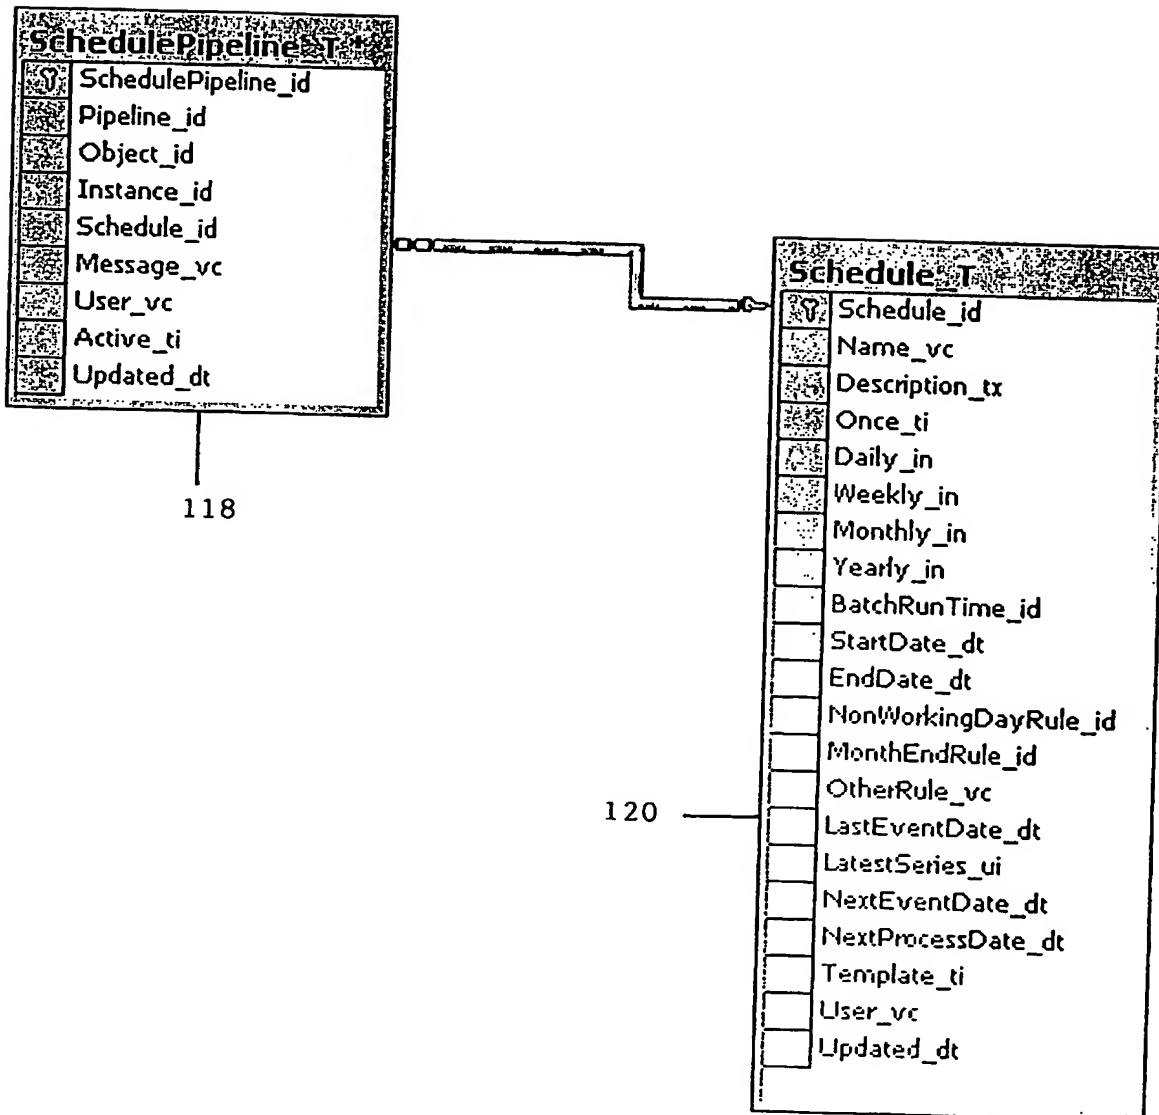 SchedulePipeline_T *
SchedulePipeline_id
Pipeline_id
Object_id
Instance_id
Schedule_id
Message_vc
User_vc
Active_ti
Updated_dt
118
Schedule_T
Schedule_id
Name_vc
Description_tx
Once_ti
Daily_in
Weekly_in
Monthly_in
Yearly_in
BatchRunTime_id
StartDate_dt
EndDate_dt
NonWorkingDayRule_id
MonthEndRule_id
OtherRule_vc
LastEventDate_dt
LatestSeries_ui
NextEventDate_dt
NextProcessDate_dt
Template_ti
User_vc
Updated_dt
120